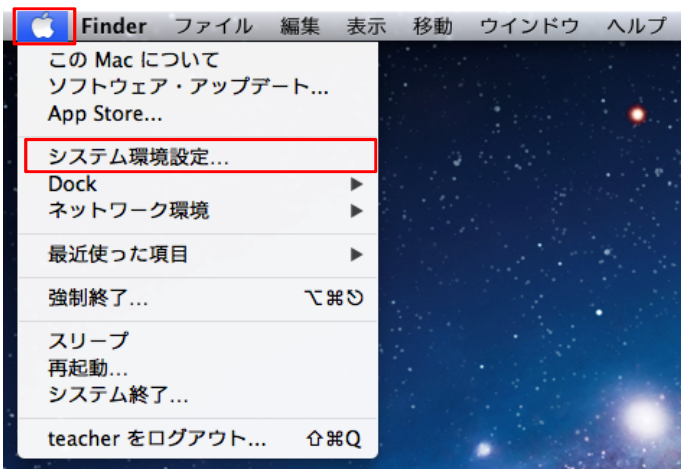 Finder ファイル 編集 表示 移動 ウインドウ ヘルプ
この Mac について
ソフトウェア・アップデート...
App Store...
システム環境設定...
Dock ▶
ネットワーク環境 ▶
最近使った項目 ▶
強制終了... ⌥⌘⎋
スリープ
再起動...
システム終了...
teacher をログアウト... ⇧⌘Q